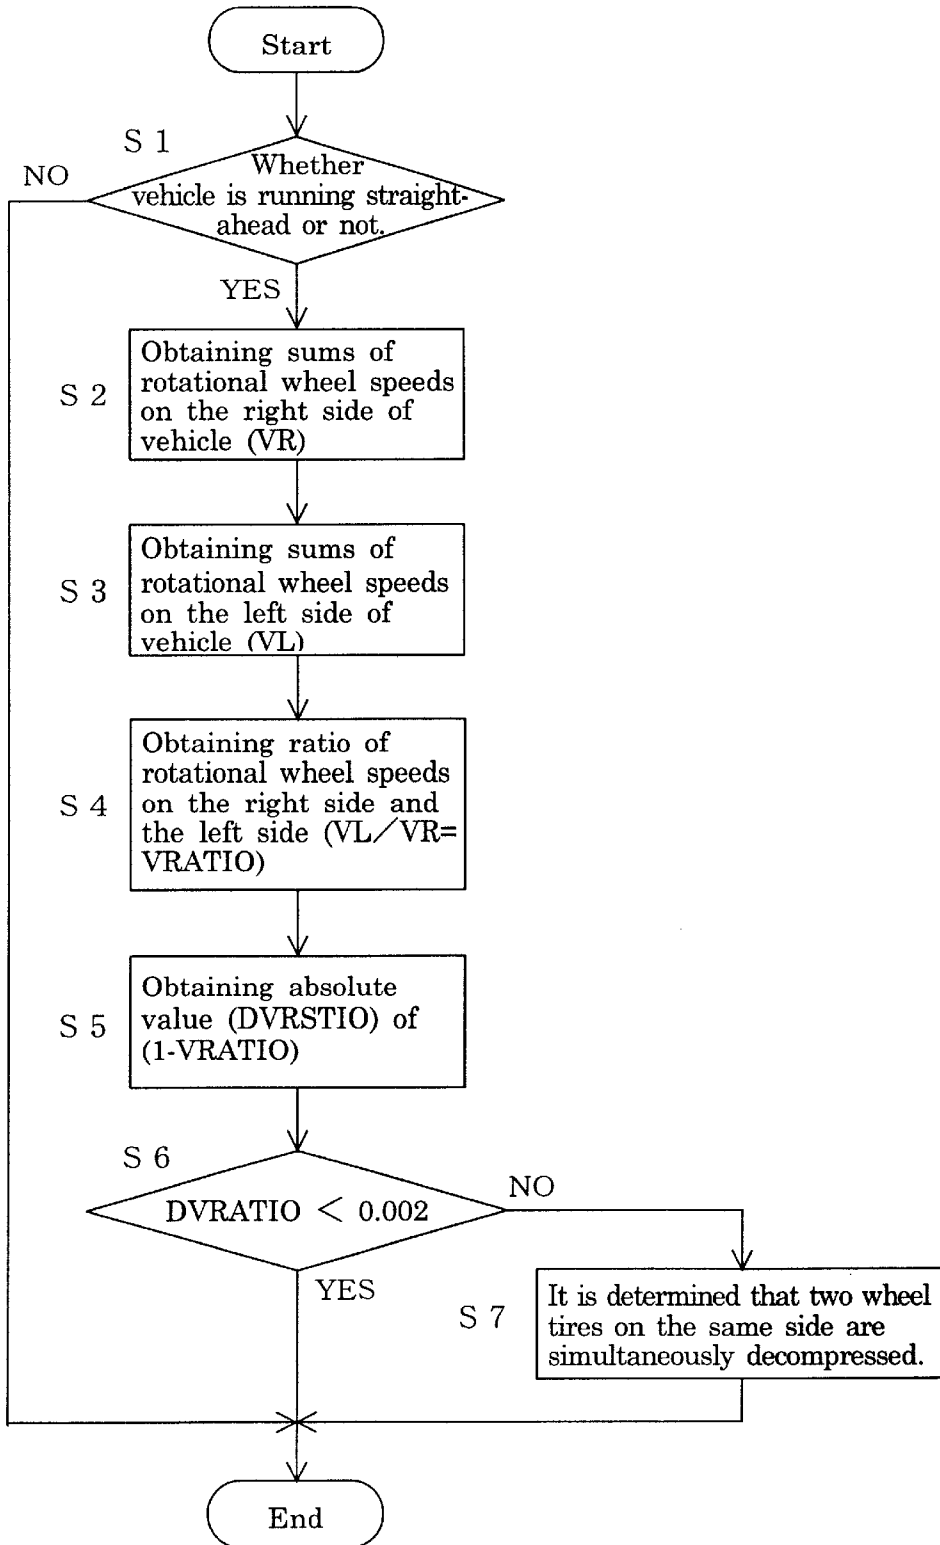 Start
S 1
NO
Whether
vehicle is running straight-
ahead or not.
YES
S 2
Obtaining sums of
rotational wheel speeds
on the right side of
vehicle (VR)
S 3
Obtaining sums of
rotational wheel speeds
on the left side of
vehicle (VL)
S 4
Obtaining ratio of
rotational wheel speeds
on the right side and
the left side (VL/VR=
VRATIO)
S 5
Obtaining absolute
value (DVRSTIO) of
(1-VRATIO)
S 6
DVRATIO < 0.002
NO
YES
S 7
It is determined that two wheel
tires on the same side are
simultaneously decompressed.
End